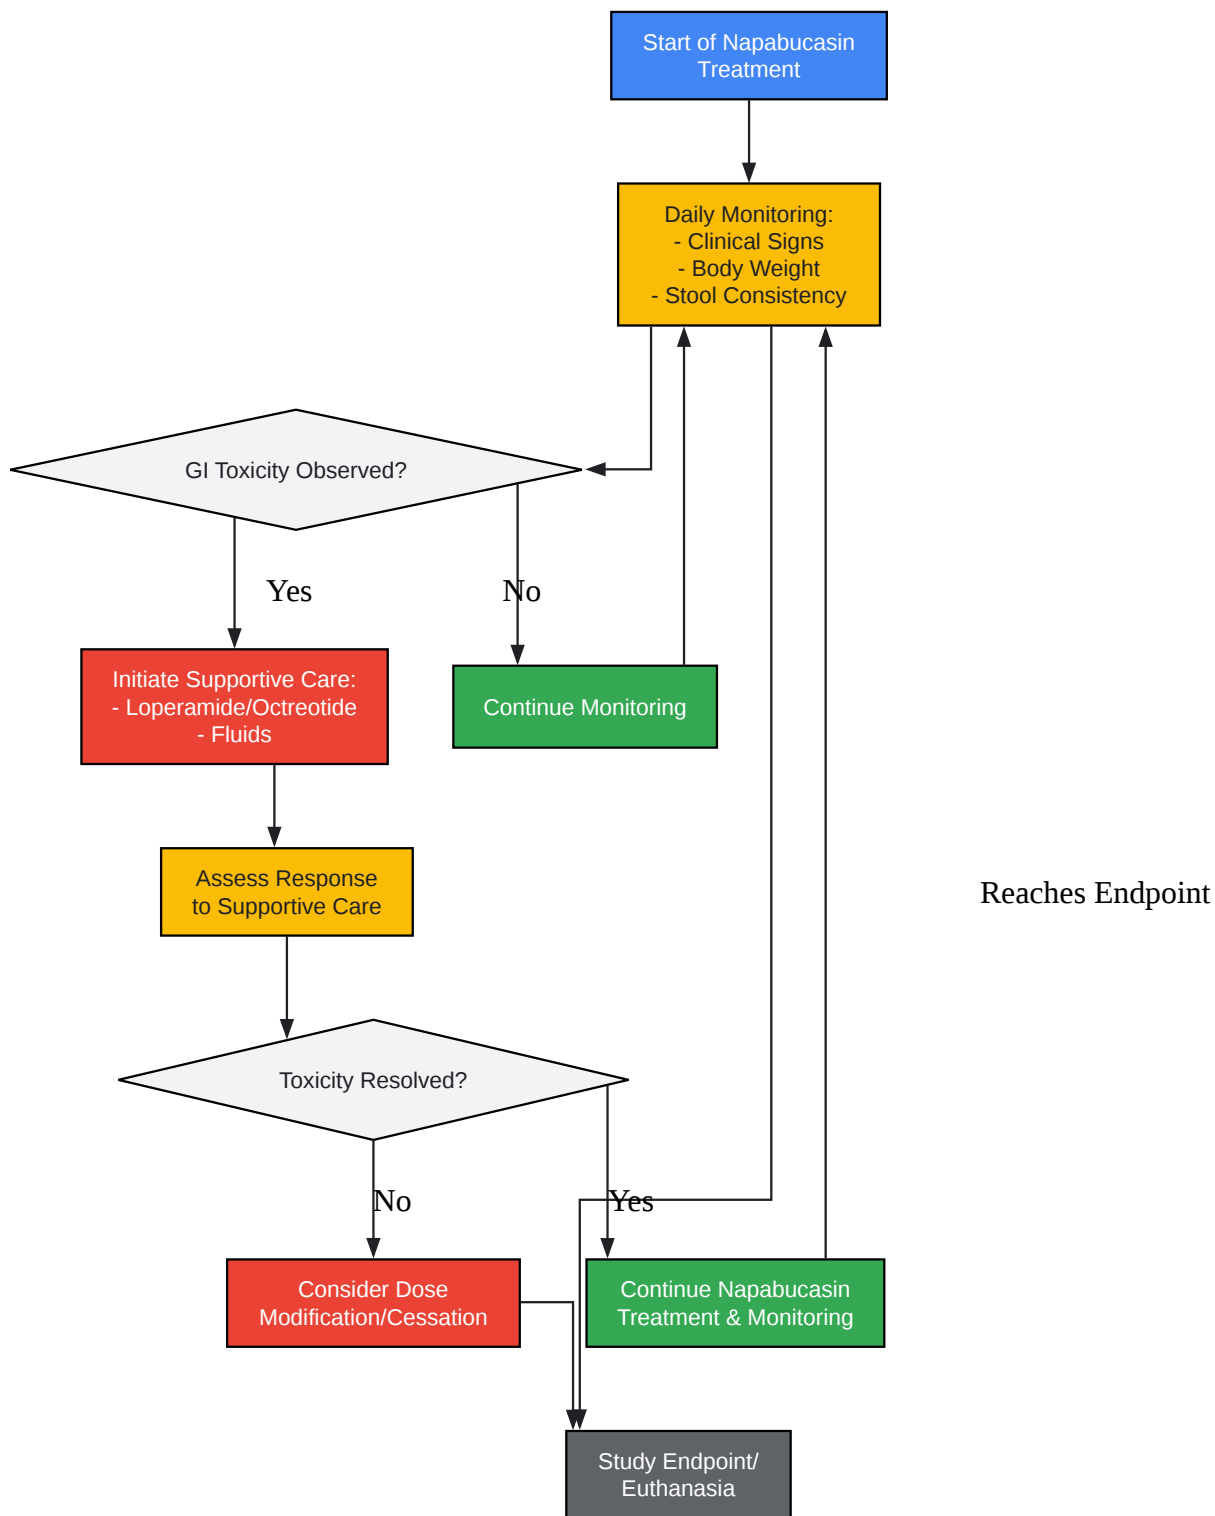 Start of Napabucasin
Treatment
Daily Monitoring:
- Clinical Signs
- Body Weight
- Stool Consistency
GI Toxicity Observed?
Yes
No
Initiate Supportive Care:
- Loperamide/Octreotide
- Fluids
Continue Monitoring
Assess Response
to Supportive Care
Reaches Endpoint
Toxicity Resolved?
No
Yes
Consider Dose
Modification/Cessation
Continue Napabucasin
Treatment & Monitoring
Study Endpoint/
Euthanasia